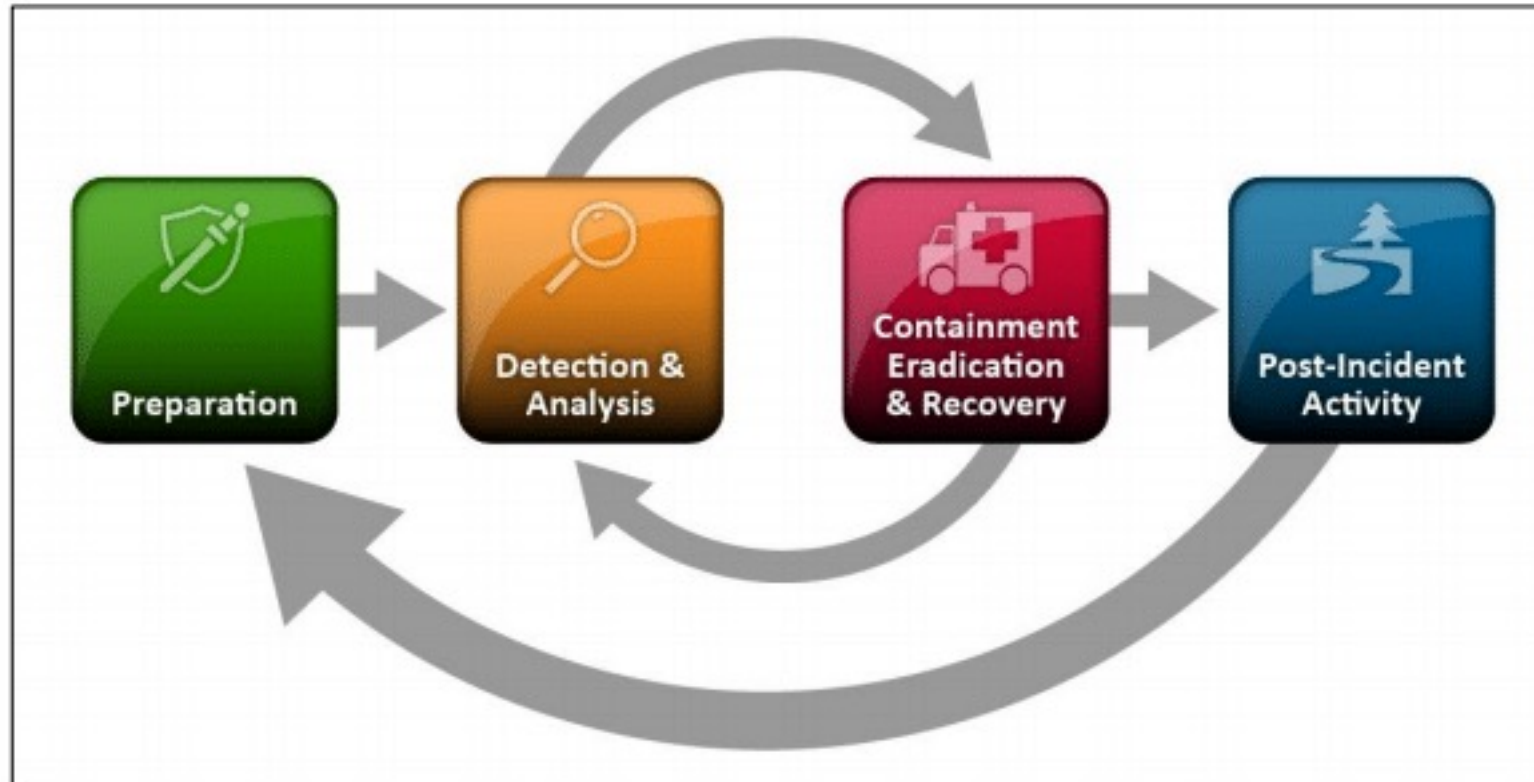 Preparation
Detection &
Analysis
Containment
Eradication
& Recovery
Post-Incident
Activity